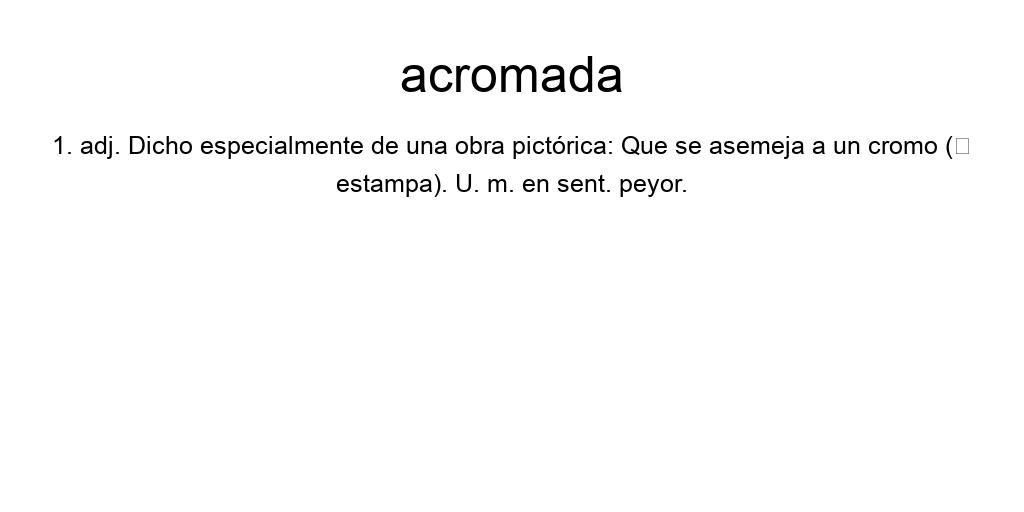 acromada
1. adj. Dicho especialmente de una obra pictórica: Que se asemeja a un cromo (□
estampa). U. m. en sent. peyor.